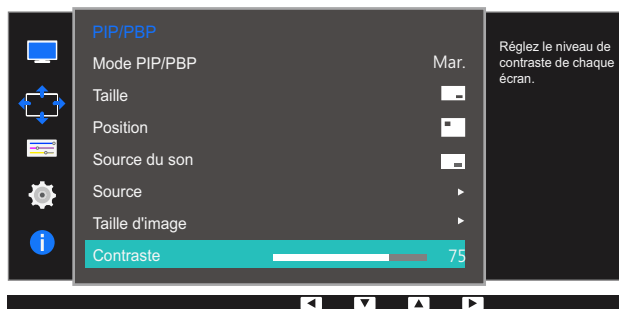 PIP/PBP
Mode PIP/PBP Mar.
Taille
Position
Source du son
Source
Taille d'image
Contraste 75
Réglez le niveau de
contraste de chaque
écran.